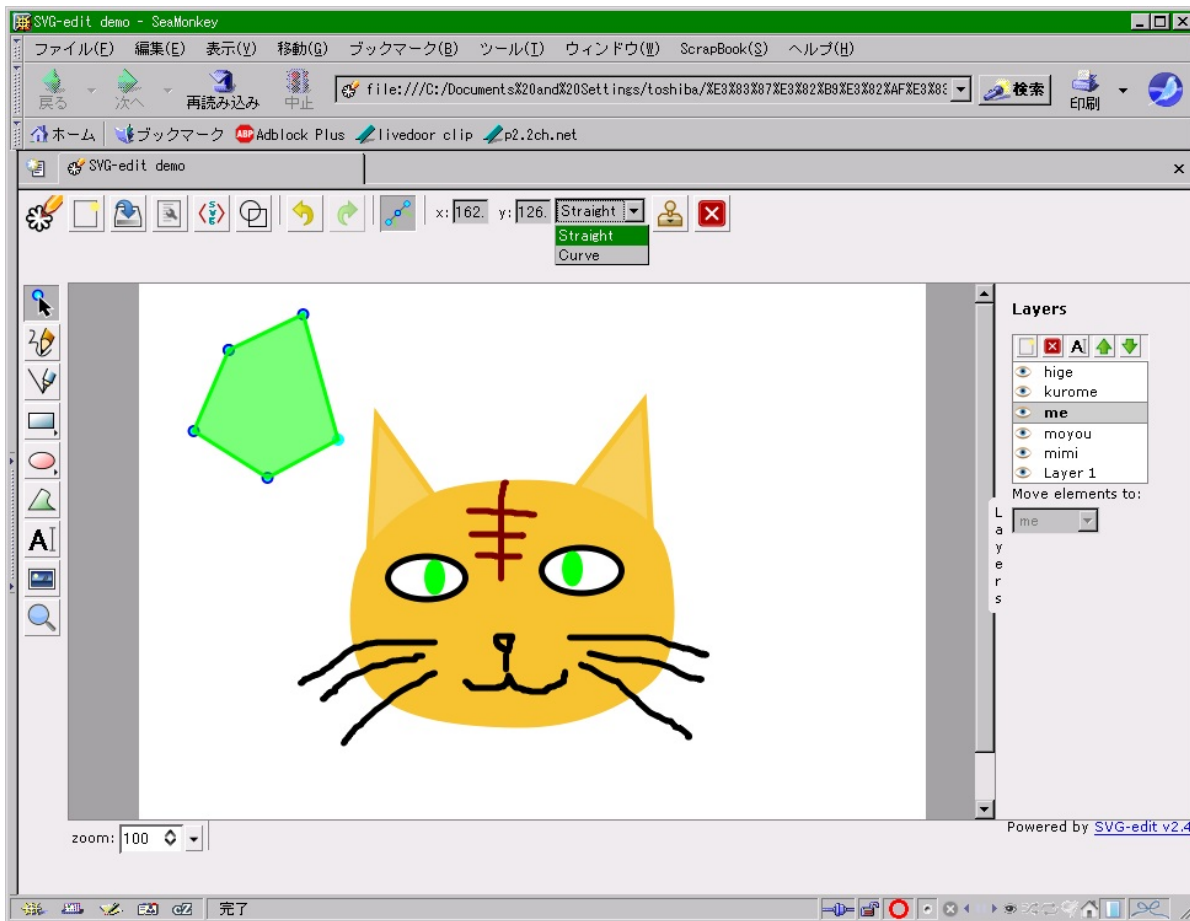 SVG-edit demo - SeaMonkey
ファイル(F) 編集(E) 表示(V) 移動(G) ブックマーク(B) ツール(T) ウィンドウ(W) ScrapBook(S) ヘルプ(H)
戻る 次へ 再読み込み 中止 file:///C:/Documents%20and%20Settings/toshiba/%E3%83%87%E3%82%B9%E3%82%AF%E3%8 検索 印刷
ホーム ブックマーク ABP Adblock Plus livedoor clip p2.2ch.net
SVG-edit demo
x: 162. y: 126. Straight
Straight
Curve
Layers
hige
kurome
me
moyou
mimi
Layer 1
Move elements to:
me
Layers
zoom: 100
Powered by SVG-edit v2.4
完了